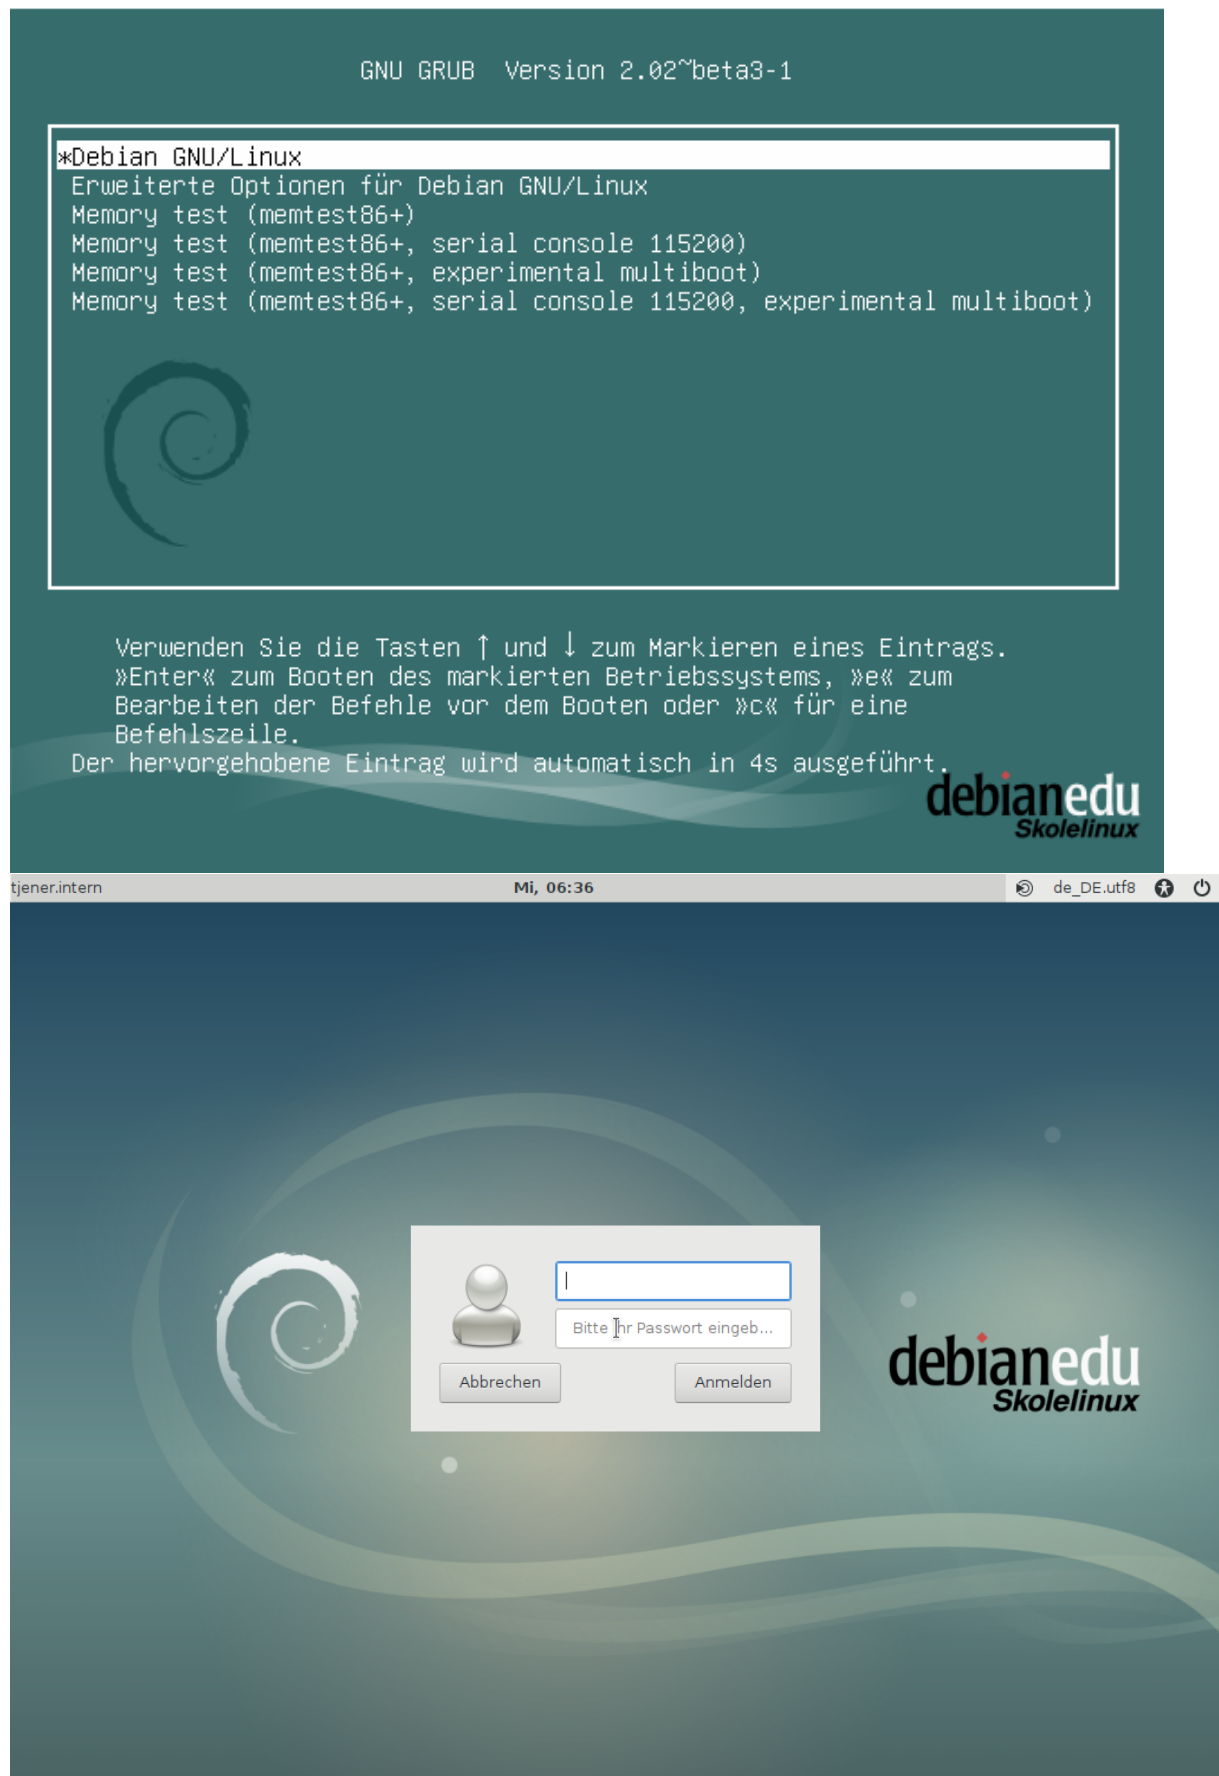 GNU GRUB  Version 2.02~beta3-1
*Debian GNU/Linux
Erweiterte Optionen für Debian GNU/Linux
Memory test (memtest86+)
Memory test (memtest86+, serial console 115200)
Memory test (memtest86+, experimental multiboot)
Memory test (memtest86+, serial console 115200, experimental multiboot)
Verwenden Sie die Tasten ↑ und ↓ zum Markieren eines Eintrags.
»Enter« zum Booten des markierten Betriebssystems, »e« zum
Bearbeiten der Befehle vor dem Booten oder »c« für eine
Befehlszeile.
Der hervorgehobene Eintrag wird automatisch in 4s ausgeführt.
debianedu
Skolelinux
tjener.intern Mi, 06:36 de_DE.utf8
Bitte Ihr Passwort eingeb...
Abbrechen Anmelden
debianedu
Skolelinux